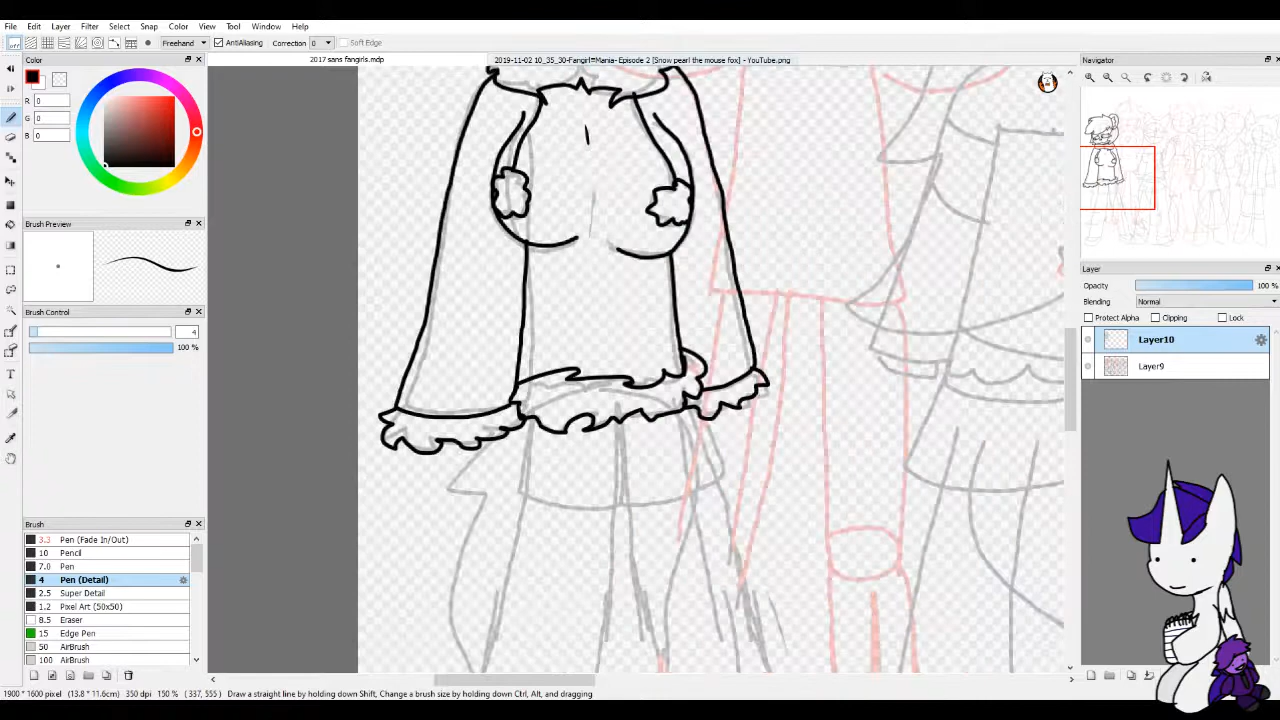 File Edit Layer Filter Select Snap Color View Tool Window Help
off Freehand AntiAliasing Correction 0 Soft Edge
Color
2017 sans fangirls.mdp
2019-11-02 10_35_30-Fangirl✱Mania- Episode 2 [Snow pearl the mouse fox] - YouTube.png
Navigator
R 0
G 0
B 0
Brush Preview
Brush Control
4
100 %
Layer
Opacity 100 %
Blending Normal
Protect Alpha Clipping Lock
Layer10
Layer9
Brush
3.3 Pen (Fade In/Out)
10 Pencil
7.0 Pen
4 Pen (Detail)
2.5 Super Detail
1.2 Pixel Art (50x50)
8.5 Eraser
15 Edge Pen
50 AirBrush
100 AirBrush
1900 * 1600 pixel (13.8 * 11.6cm) 350 dpi 150 % (337, 555) Draw a straight line by holding down Shift, Change a brush size by holding down Ctrl, Alt, and dragging